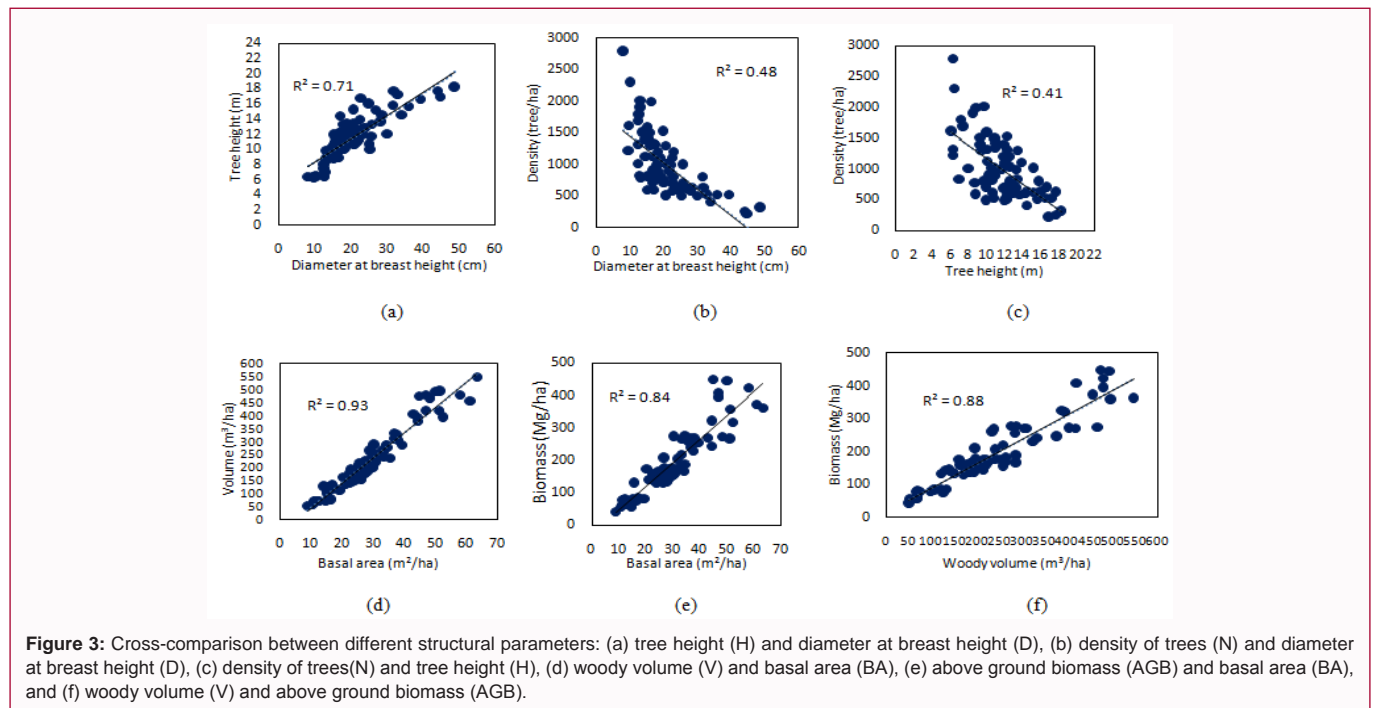 24
22
20
18
16
14
12
10
8
6
4
2
0
Tree height (m)
R² = 0.71
0 10 20 30 40 50 60
Diameter at breast height (cm)
(a)
3000
2500
2000
1500
1000
500
0
Density (tree/ha)
R² = 0.48
0 10 20 30 40 50 60
Diameter at breast height (cm)
(b)
3000
2500
2000
1500
1000
500
0
Density (tree/ha)
R² = 0.41
0 2 4 6 8 10 12 14 16 18 20 22
Tree height (m)
(c)
600
550
500
450
400
350
300
250
200
150
100
50
0
Volume (m³/ha)
R² = 0.93
0 10 20 30 40 50 60 70
Basal area (m²/ha)
(d)
500
400
300
200
100
0
Biomass (Mg/ha)
R² = 0.84
0 10 20 30 40 50 60 70
Basal area (m²/ha)
(e)
500
400
300
200
100
0
Biomass (Mg/ha)
R² = 0.88
0 50 100 150 200 250 300 350 400 450 500 550 600
Woody volume (m³/ha)
(f)
Figure 3: Cross-comparison between different structural parameters: (a) tree height (H) and diameter at breast height (D), (b) density of trees (N) and diameter
at breast height (D), (c) density of trees(N) and tree height (H), (d) woody volume (V) and basal area (BA), (e) above ground biomass (AGB) and basal area (BA),
and (f) woody volume (V) and above ground biomass (AGB).